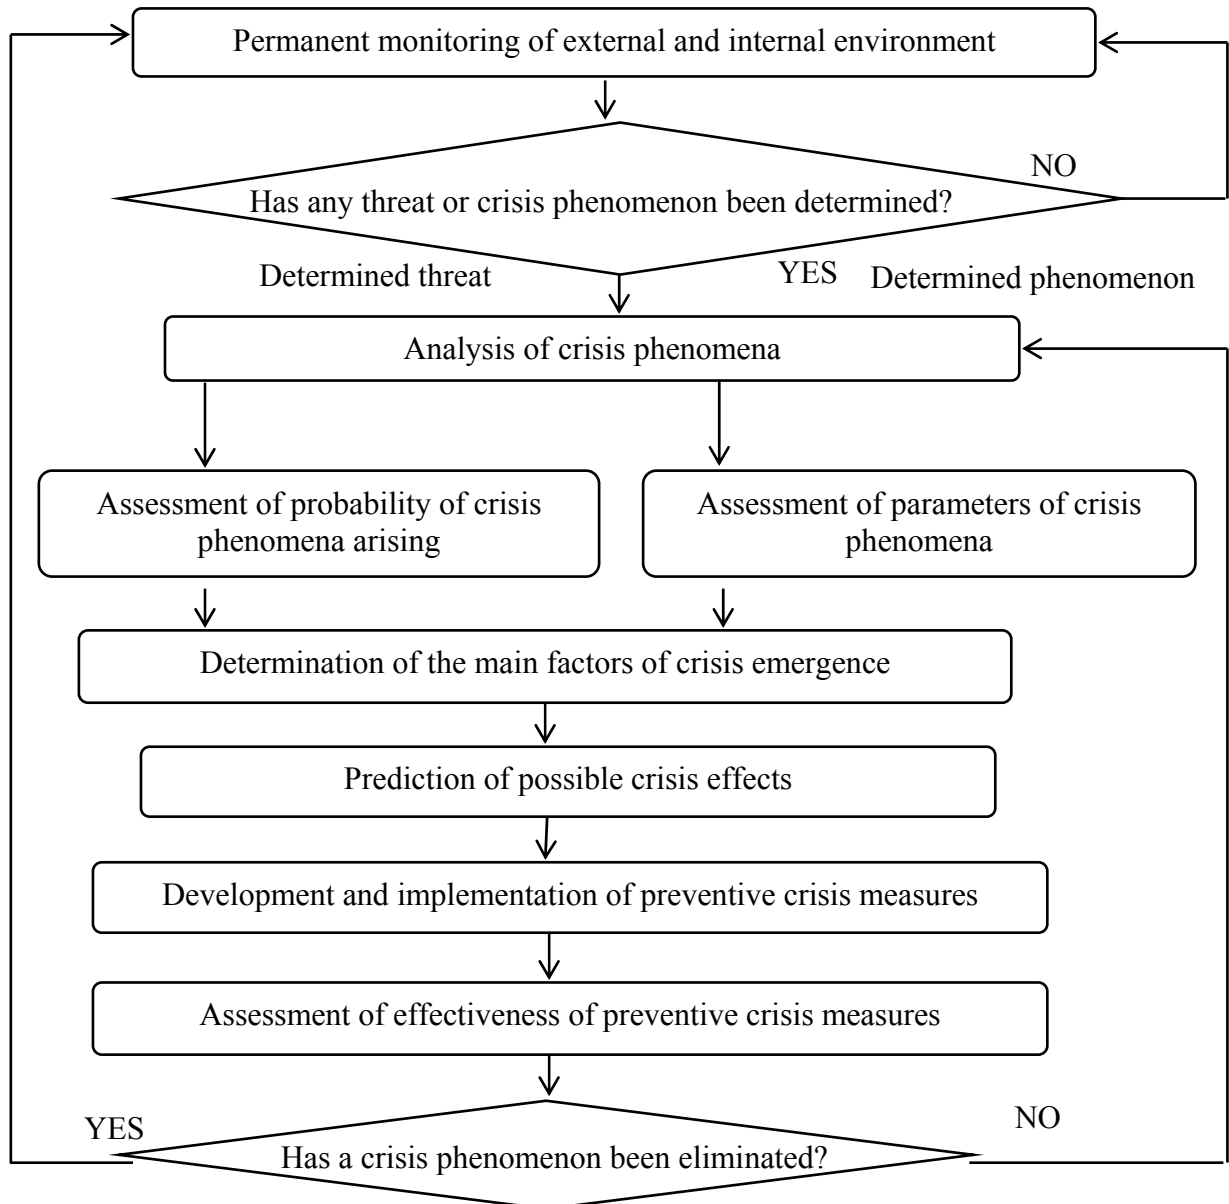 Permanent monitoring of external and internal environment
NO
Has any threat or crisis phenomenon been determined?
Determined threat
YES
Determined phenomenon
Analysis of crisis phenomena
Assessment of probability of crisis
phenomena arising
Assessment of parameters of crisis
phenomena
Determination of the main factors of crisis emergence
Prediction of possible crisis effects
Development and implementation of preventive crisis measures
Assessment of effectiveness of preventive crisis measures
YES
NO
Has a crisis phenomenon been eliminated?